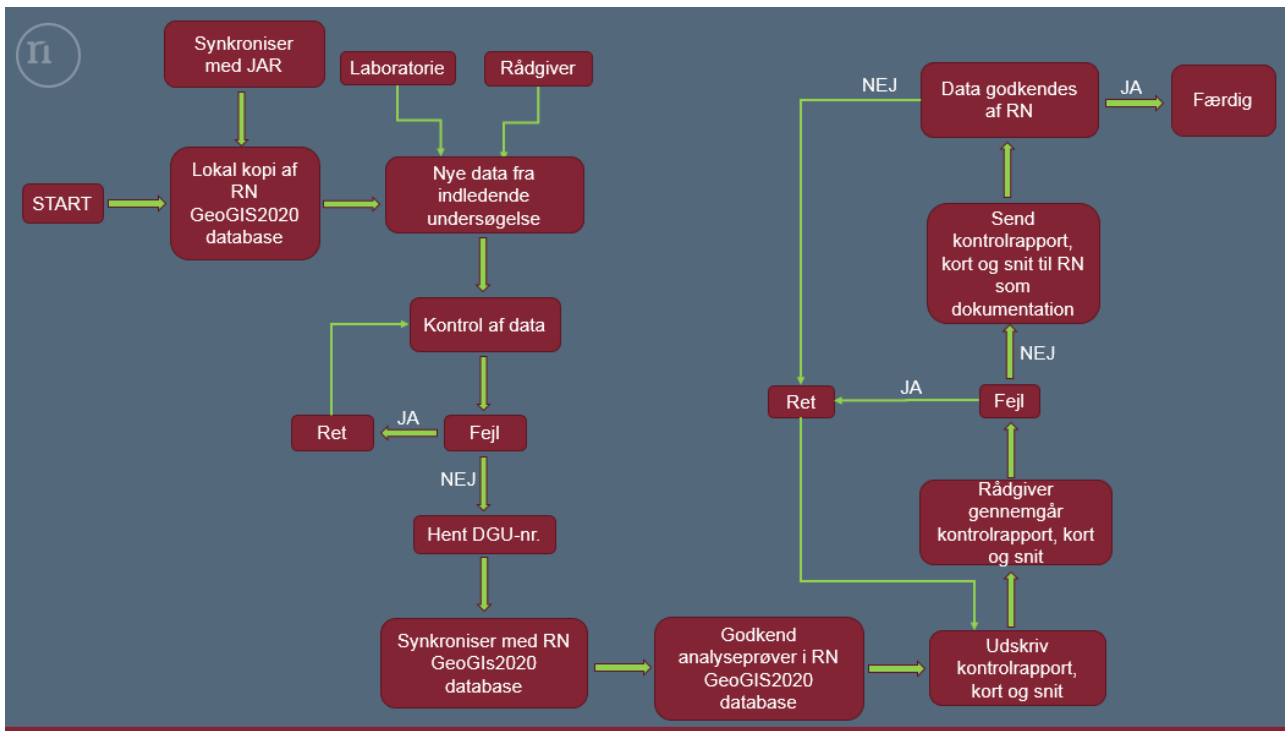 n
Synkroniser
med JAR
Laboratorie
Rådgiver
START
Lokal kopi af
RN
GeoGIS2020
database
Nye data fra
indledende
undersøgelse
Kontrol af data
Fejl
JA
Ret
NEJ
Hent DGU-nr.
Synkroniser med RN
GeoGIs2020
database
Godkend
analyseprøver i RN
GeoGIS2020
database
Udskriv
kontrolrapport,
kort og snit
Rådgiver
gennemgår
kontrolrapport, kort
og snit
Fejl
JA
Ret
NEJ
Send
kontrolrapport,
kort og snit til RN
som
dokumentation
Data godkendes
af RN
NEJ
JA
Færdig